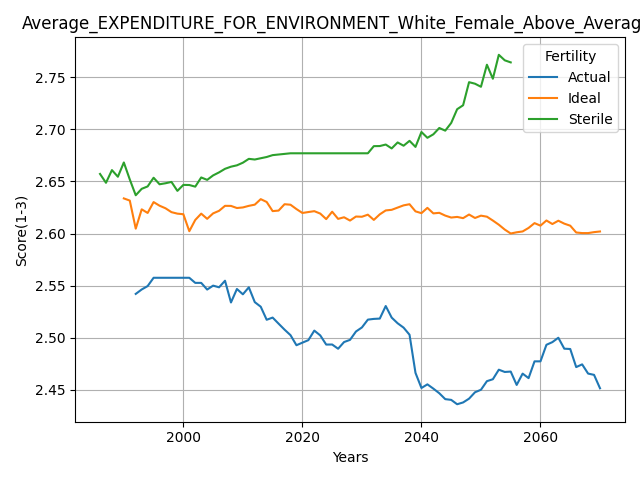 Average_EXPENDITURE_FOR_ENVIRONMENT_White_Female_Above_Averag
Fertility
Actual
Ideal
Sterile
Score(1-3)
2.75
2.70
2.65
2.60
2.55
2.50
2.45
2000 2020 2040 2060
Years